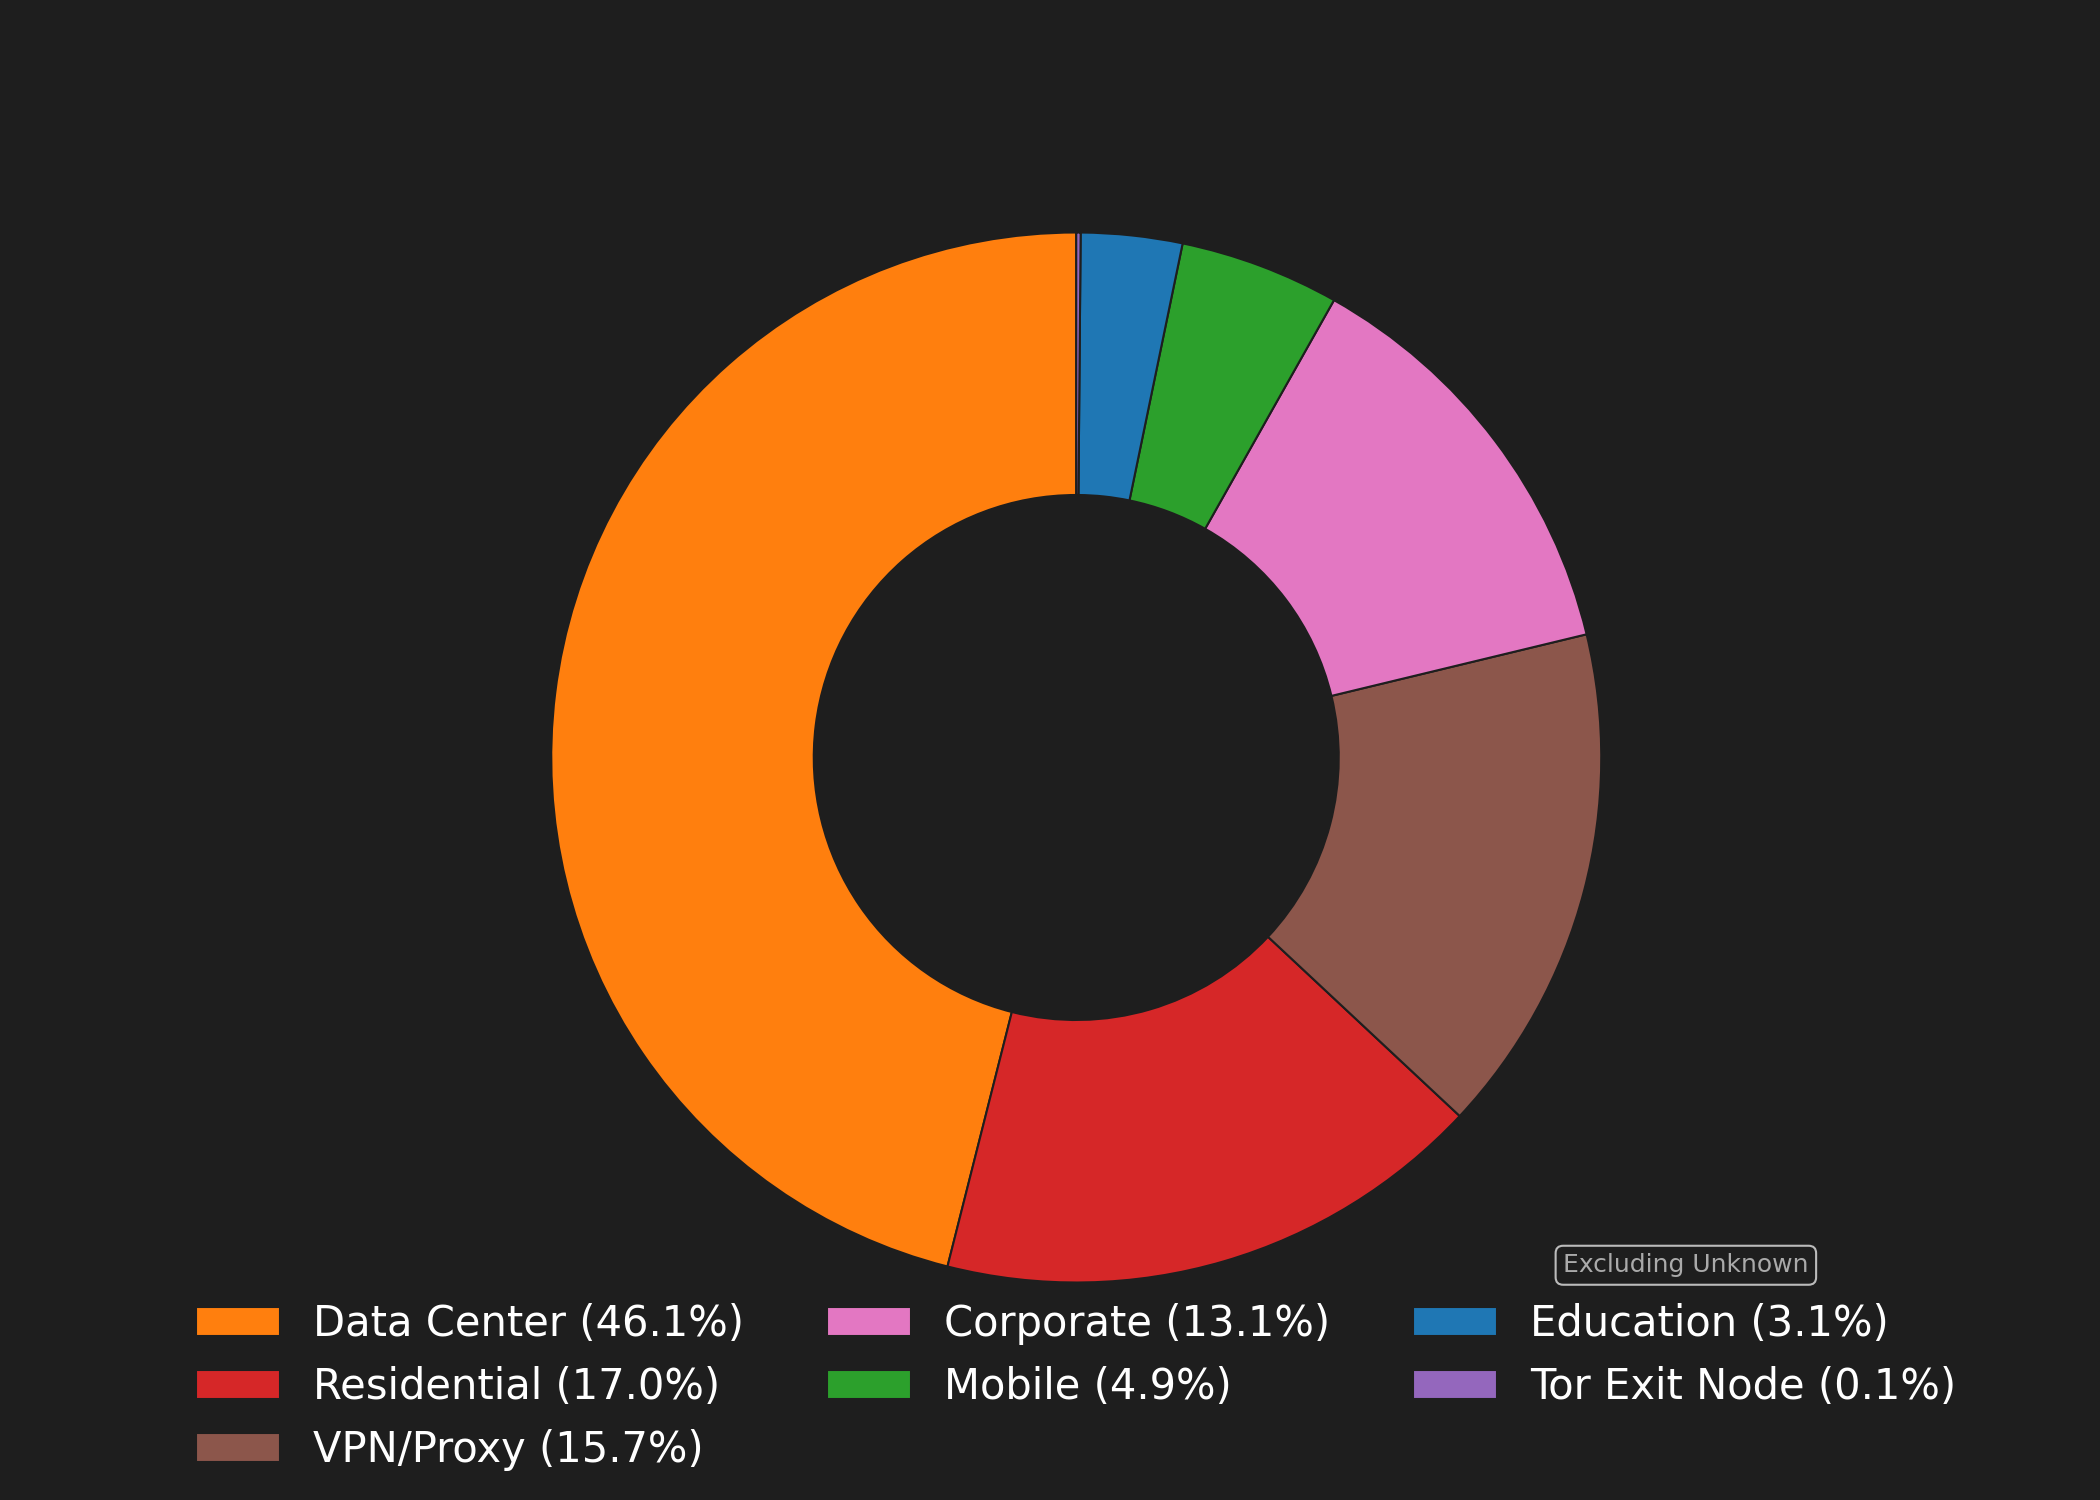 Excluding Unknown
Data Center (46.1%)
Residential (17.0%)
VPN/Proxy (15.7%)
Corporate (13.1%)
Mobile (4.9%)
Education (3.1%)
Tor Exit Node (0.1%)